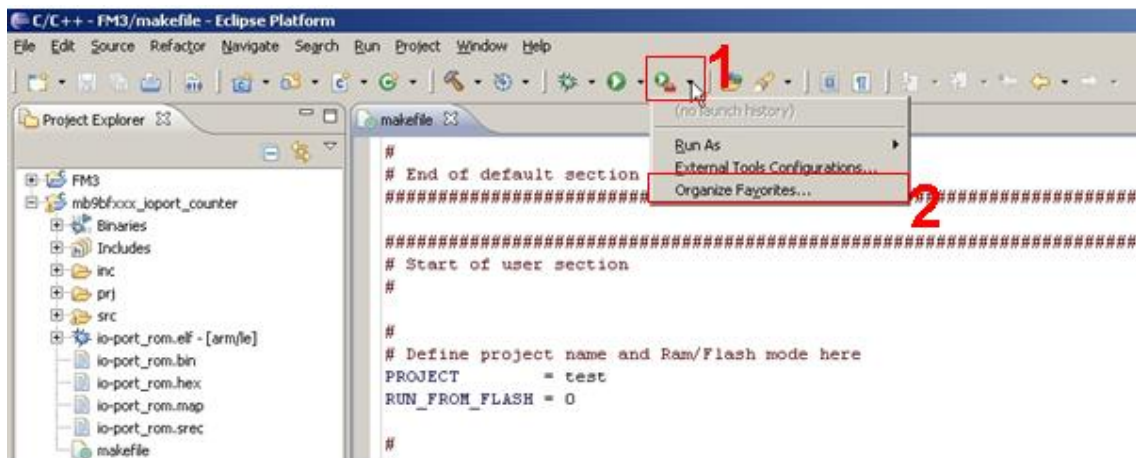 C/C++ - FM3/makefile - Eclipse Platform
File Edit Source Refactor Navigate Search Run Project Window Help
1
Project Explorer
makefile
(no launch history)
Run As
External Tools Configurations...
Organize Favorites...
2
FM3
mb9bfxxx_ioport_counter
Binaries
Includes
inc
prj
src
io-port_rom.elf - [arm/le]
io-port_rom.bin
io-port_rom.hex
io-port_rom.map
io-port_rom.srec
makefile
#
# End of default section
################################################################################
################################################################################
# Start of user section
#
#
# Define project name and Ram/Flash mode here
PROJECT = test
RUN_FROM_FLASH = 0
#